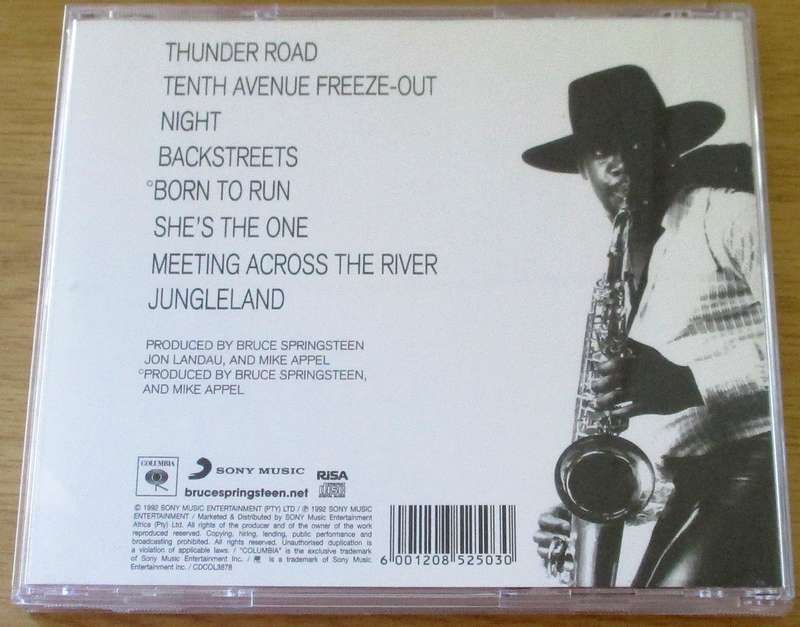 THUNDER ROAD
TENTH AVENUE FREEZE-OUT
NIGHT
BACKSTREETS
°BORN TO RUN
SHE'S THE ONE
MEETING ACROSS THE RIVER
JUNGLELAND
PRODUCED BY BRUCE SPRINGSTEEN
JON LANDAU, AND MIKE APPEL
°PRODUCED BY BRUCE SPRINGSTEEN,
AND MIKE APPEL
COLUMBIA
SONY MUSIC
RiSA
brucespringsteen.net
© 1992 SONY MUSIC ENTERTAINMENT (PTY) LTD / ℗ 1992 SONY MUSIC
ENTERTAINMENT / Marketed & Distributed by SONY Music Entertainment
Africa (Pty) Ltd. All rights of the producer and of the owner of the work
reproduced reserved. Copying, hiring, lending, public performance and
broadcasting prohibited. All rights reserved. Unauthorised duplication is
a violation of applicable laws. / "COLUMBIA" is the exclusive trademark
of Sony Music Entertainment Inc. / is a trademark of Sony Music
Entertainment Inc. / CDCOL3878
6 001208 525030